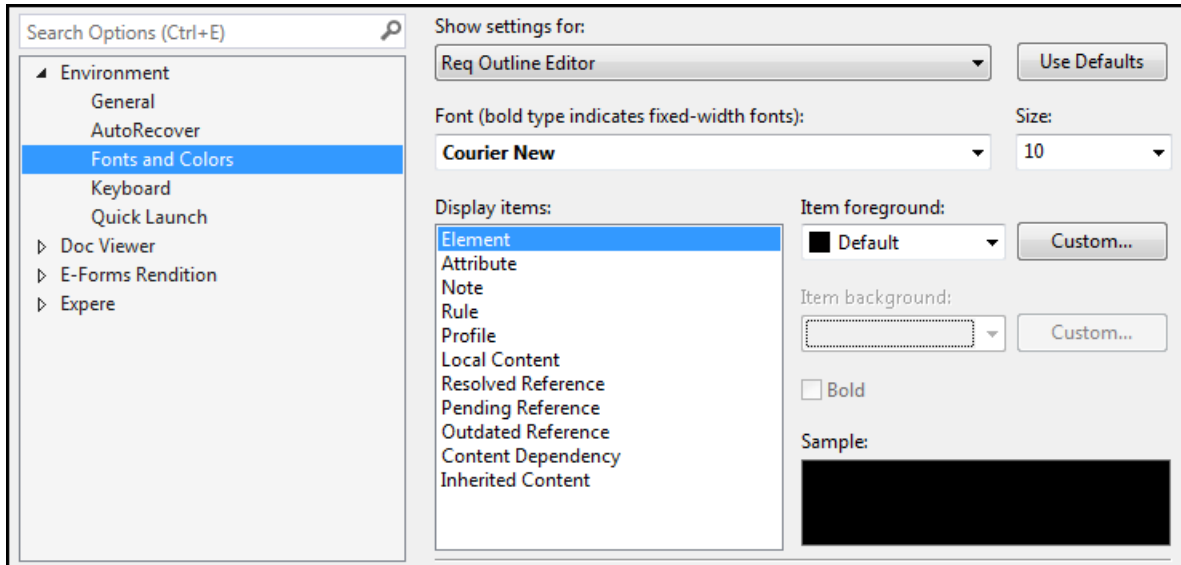 Search Options (Ctrl+E)
Environment
General
AutoRecover
Fonts and Colors
Keyboard
Quick Launch
Doc Viewer
E-Forms Rendition
Expere
Show settings for:
Req Outline Editor
Use Defaults
Font (bold type indicates fixed-width fonts):
Size:
Courier New
10
Display items:
Element
Attribute
Note
Rule
Profile
Local Content
Resolved Reference
Pending Reference
Outdated Reference
Content Dependency
Inherited Content
Item foreground:
Default
Custom...
Item background:
Custom...
Bold
Sample: